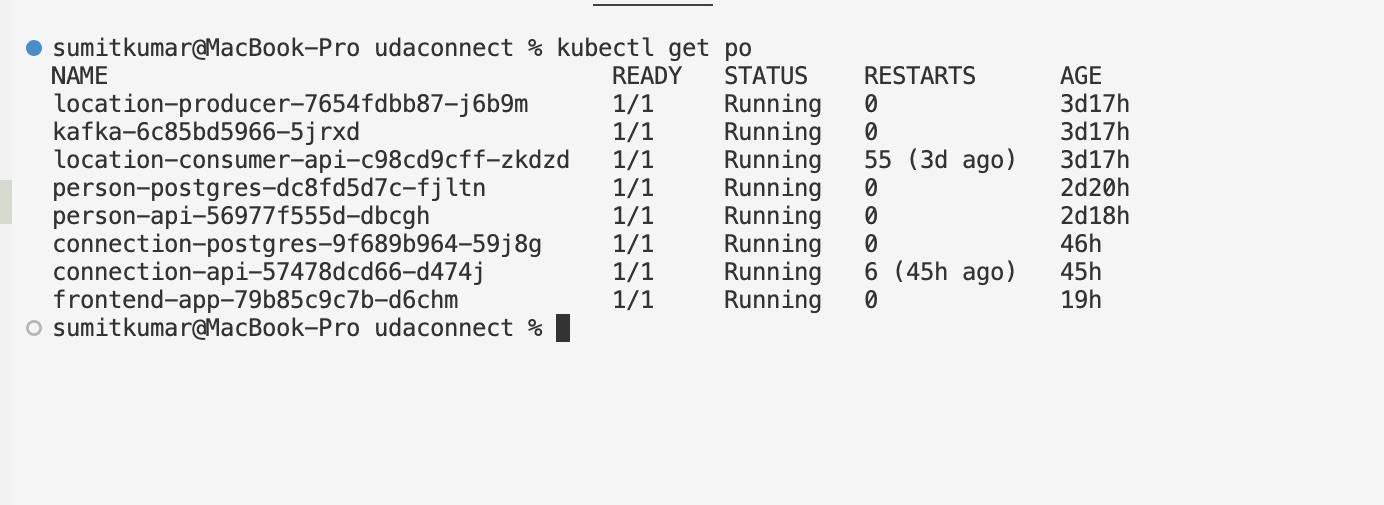 sumitkumar@MacBook-Pro udaconnect % kubectl get po
NAME READY STATUS RESTARTS AGE
location-producer-7654fdbb87-j6b9m 1/1 Running 0 3d17h
kafka-6c85bd5966-5jrxd 1/1 Running 0 3d17h
location-consumer-api-c98cd9cff-zkdzd 1/1 Running 55 (3d ago) 3d17h
person-postgres-dc8fd5d7c-fjltn 1/1 Running 0 2d20h
person-api-56977f555d-dbcgh 1/1 Running 0 2d18h
connection-postgres-9f689b964-59j8g 1/1 Running 0 46h
connection-api-57478dcd66-d474j 1/1 Running 6 (45h ago) 45h
frontend-app-79b85c9c7b-d6chm 1/1 Running 0 19h
sumitkumar@MacBook-Pro udaconnect %